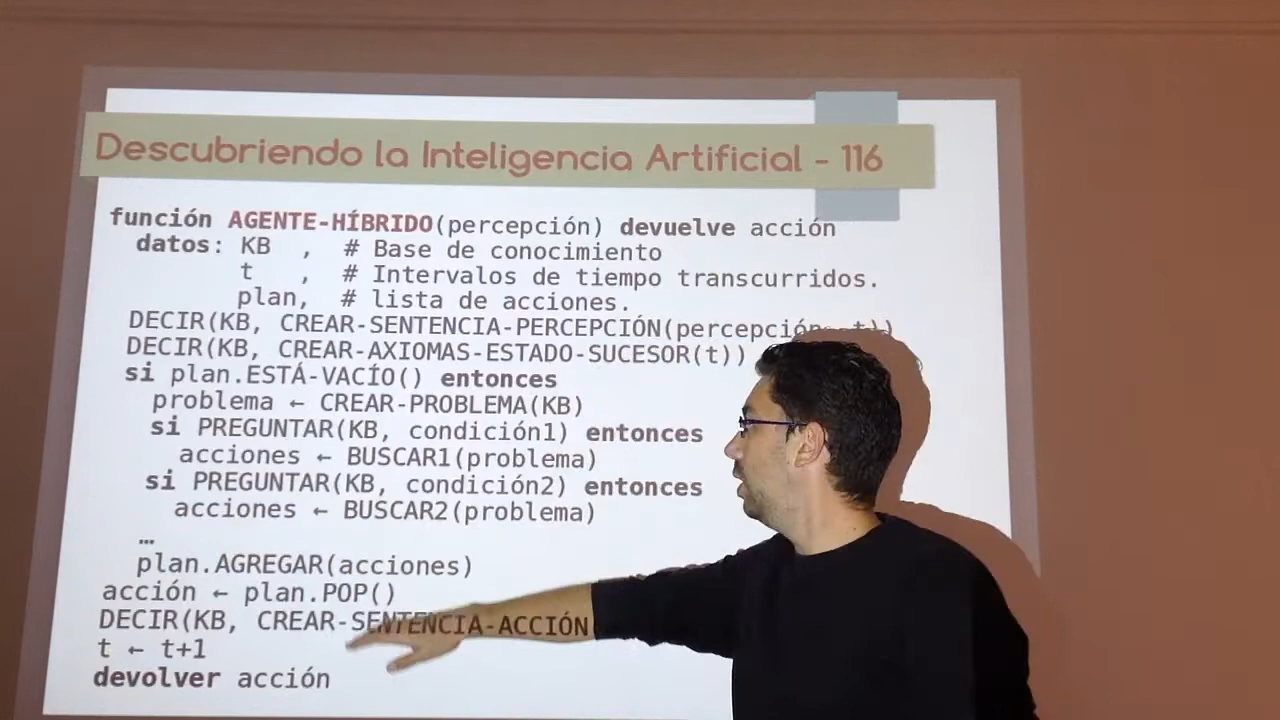 Descubriendo la Inteligencia Artificial - 116
función AGENTE-HÍBRIDO(percepción) devuelve acción
datos: KB , # Base de conocimiento
t , # Intervalos de tiempo transcurridos.
plan, # lista de acciones.
DECIR(KB, CREAR-SENTENCIA-PERCEPCIÓN(percepción, t))
DECIR(KB, CREAR-AXIOMAS-ESTADO-SUCESOR(t))
si plan.ESTÁ-VACÍO() entonces
problema ← CREAR-PROBLEMA(KB)
si PREGUNTAR(KB, condición1) entonces
acciones ← BUSCAR1(problema)
si PREGUNTAR(KB, condición2) entonces
acciones ← BUSCAR2(problema)
…
plan.AGREGAR(acciones)
acción ← plan.POP()
DECIR(KB, CREAR-SENTENCIA-ACCIÓN
t ← t+1
devolver acción